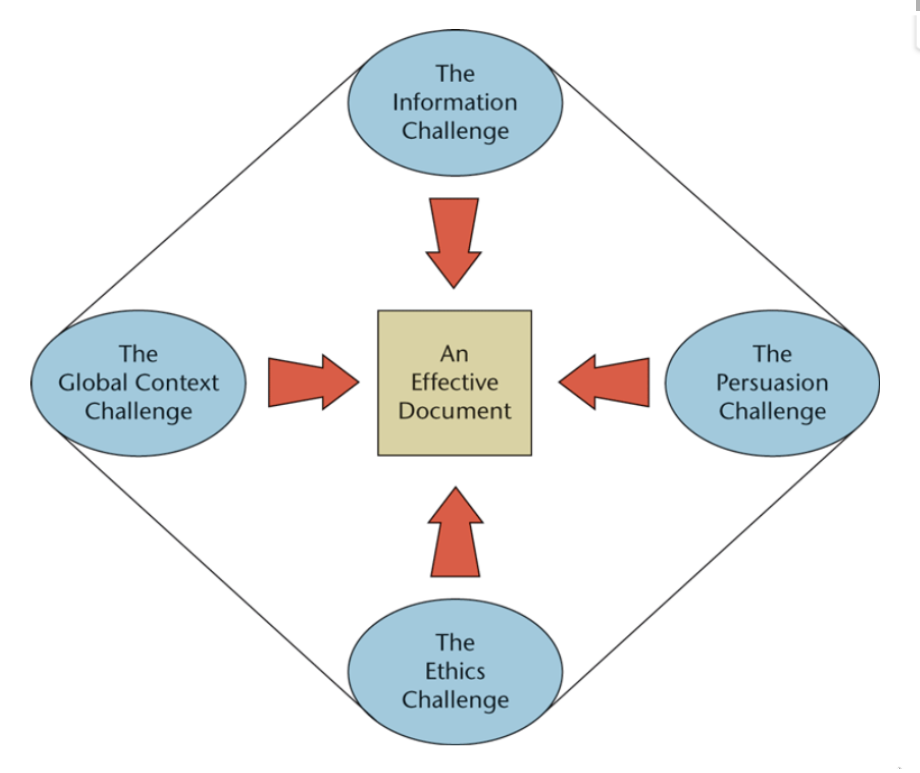 The
Information
Challenge
The
Global Context
Challenge
An
Effective
Document
The
Persuasion
Challenge
The
Ethics
Challenge